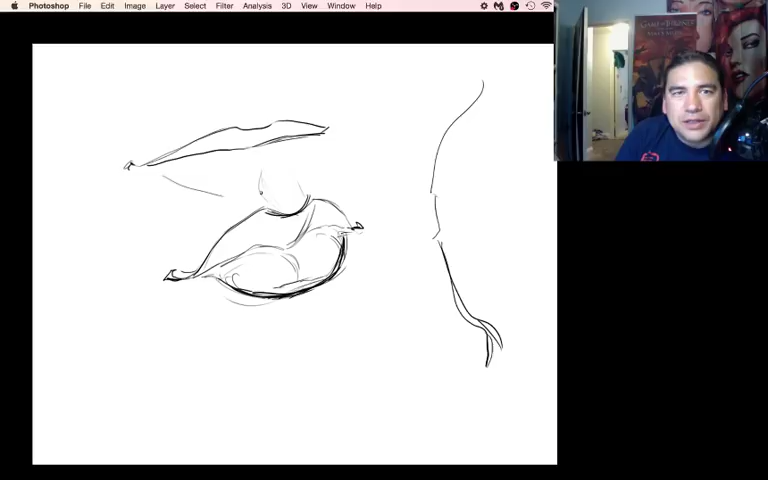 Photoshop File Edit Image Layer Select Filter Analysis 3D View Window Help
GAME OF THRONES